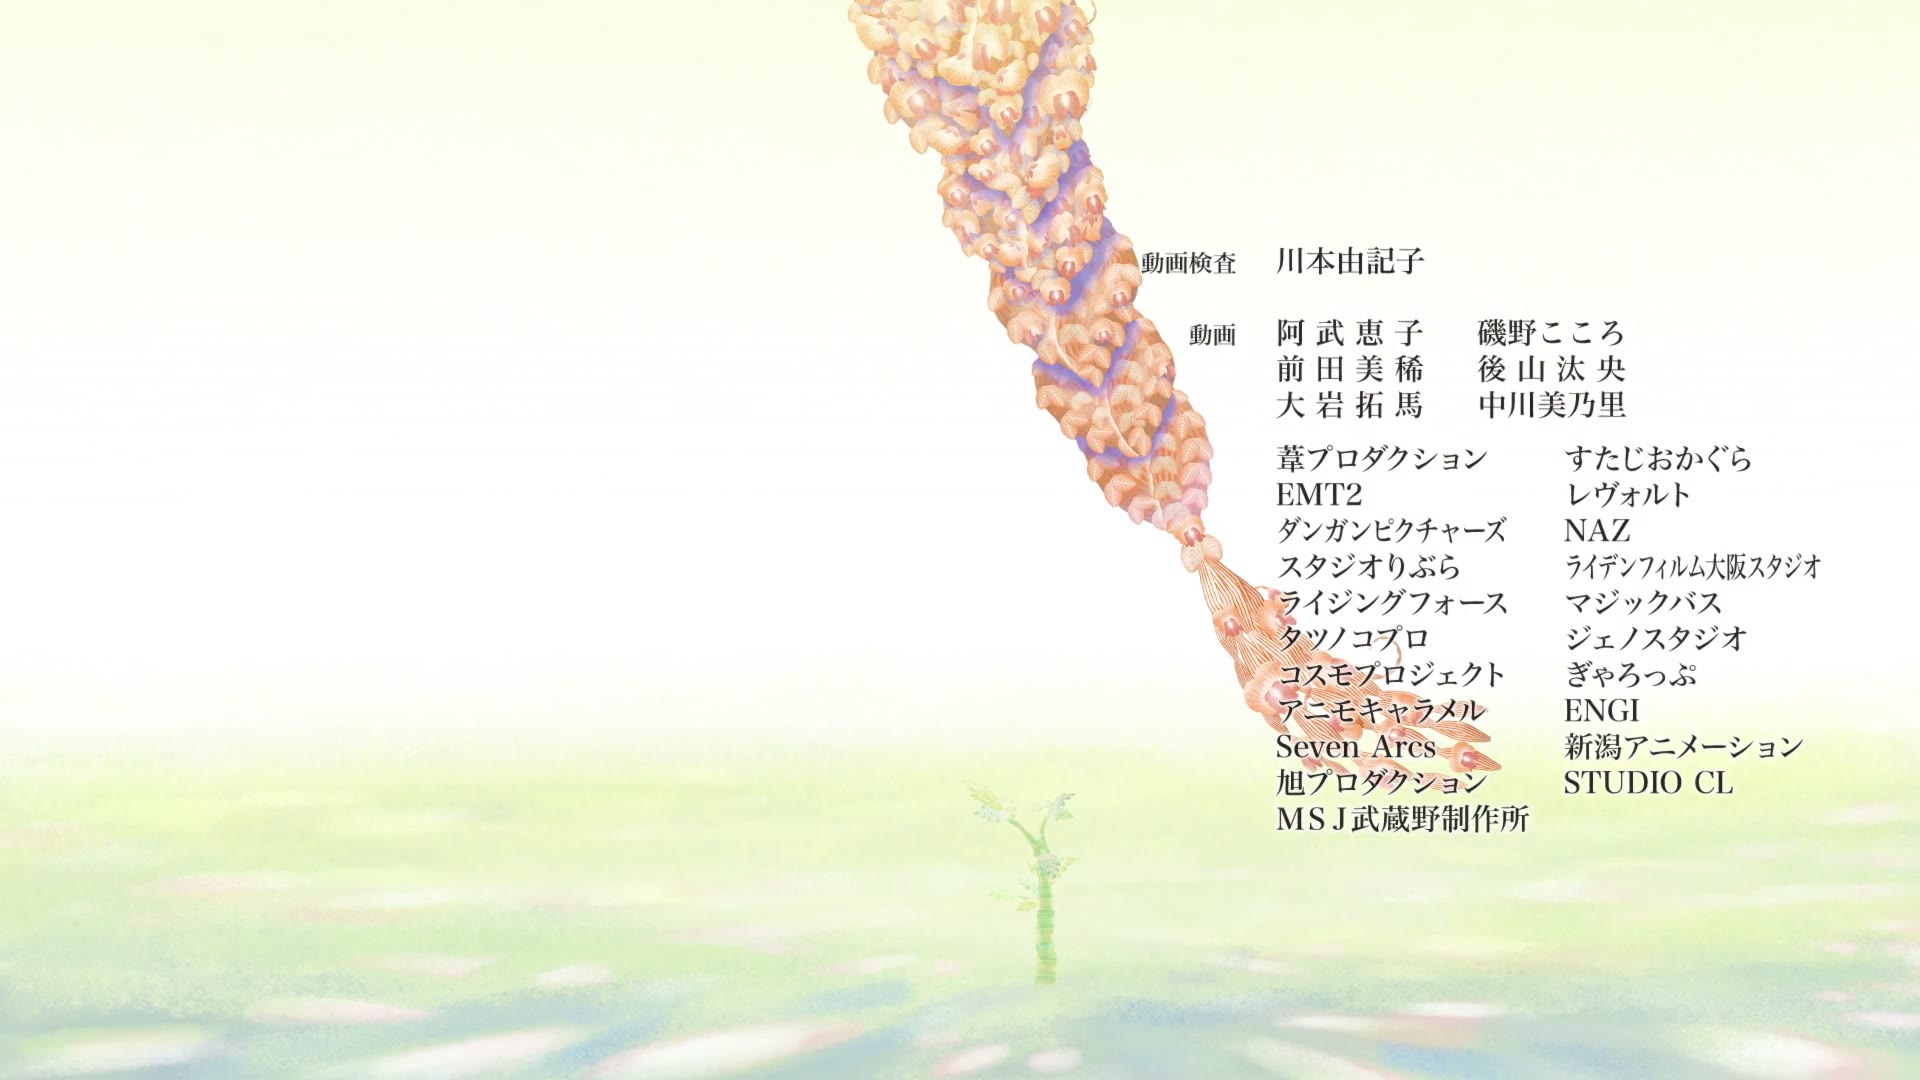 動画検査 川本由記子
動画 阿武恵子 磯野こころ
前田美稀 後山汰央
大岩拓馬 中川美乃里
葦プロダクション すたじおかぐら
EMT2 レヴォルト
ダンガンピクチャーズ NAZ
スタジオりぶら ライデンフィルム大阪スタジオ
ライジングフォース マジックバス
タツノコプロ ジェノスタジオ
コスモプロジェクト ぎゃろっぷ
アニモキャラメル ENGI
Seven Arcs 新潟アニメーション
旭プロダクション STUDIO CL
MSJ武蔵野制作所